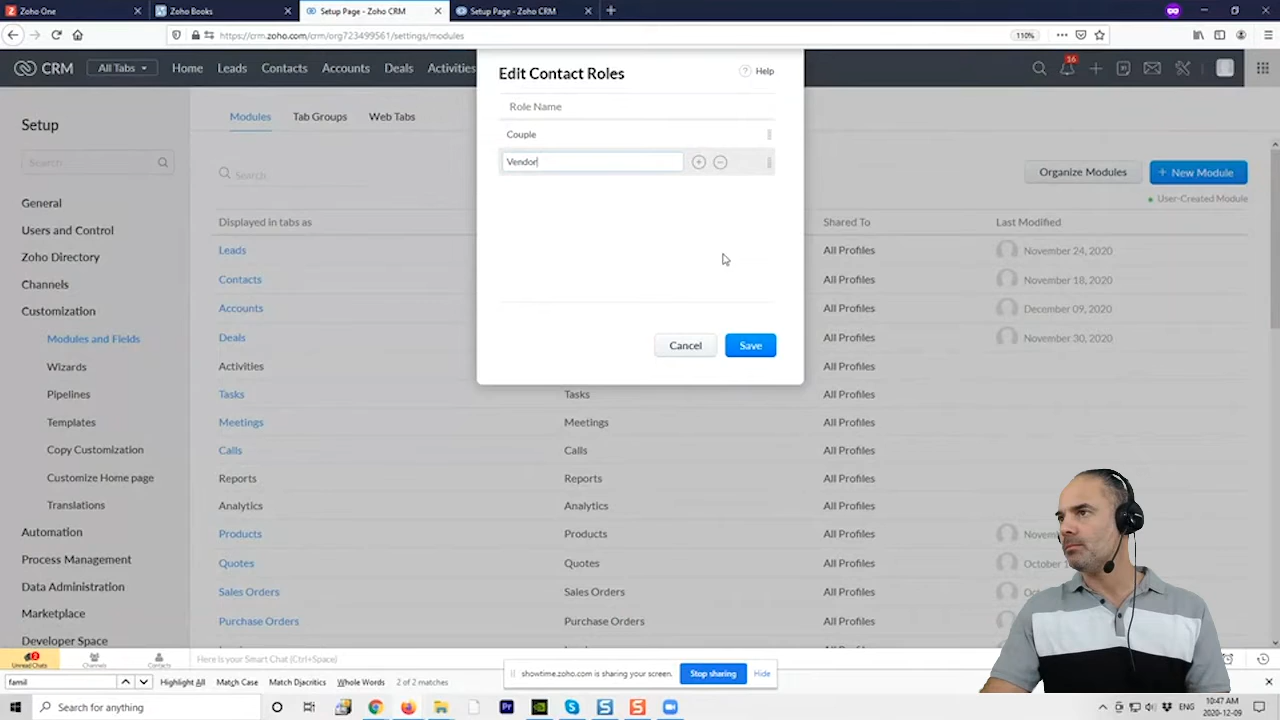 Zoho One
Zoho Books
Setup Page - Zoho CRM
Setup Page - Zoho CRM
https://crm.zoho.com/crm/org723499561/settings/modules
110%
CRM
All Tabs
Home
Leads
Contacts
Accounts
Deals
Activities
16
Edit Contact Roles
Help
Role Name
Couple
Vendor
Cancel
Save
Setup
Search...
General
Users and Control
Zoho Directory
Channels
Customization
Modules and Fields
Wizards
Pipelines
Templates
Copy Customization
Customize Home page
Translations
Automation
Process Management
Data Administration
Marketplace
Developer Space
Modules
Tab Groups
Web Tabs
Search
Organize Modules
+ New Module
User-Created Module
Displayed in tabs as
Shared To
Last Modified
Leads
All Profiles
November 24, 2020
Contacts
All Profiles
November 18, 2020
Accounts
All Profiles
December 09, 2020
Deals
All Profiles
November 30, 2020
Activities
All Profiles
Tasks
Tasks
All Profiles
Meetings
Meetings
All Profiles
Calls
Calls
All Profiles
Reports
Reports
All Profiles
Analytics
Analytics
All Profiles
Products
Products
All Profiles
Quotes
Quotes
All Profiles
Sales Orders
Sales Orders
All Profiles
Purchase Orders
Purchase Orders
All Profiles
Unread Chats
2
Channels
Contacts
Here is your Smart Chat (Ctrl+Space)
showtime.zoho.com is sharing your screen.
Stop sharing
Hide
famil
Highlight All
Match Case
Match Diacritics
Whole Words
2 of 2 matches
Search for anything
ENG
10:47 AM
2020-12-09